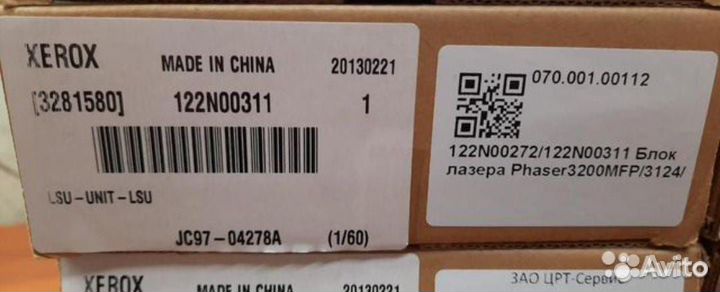 XEROX MADE IN CHINA 20130221
[3281580] 122N00311 1
LSU-UNIT-LSU
JC97-04278A (1/60)
070.001.00112
122N00272/122N00311 Блок
лазера Phaser3200MFP/3124/
XEROX MADE IN CHINA 20130221
ЗАО ЦРТ-Сервис
Avito